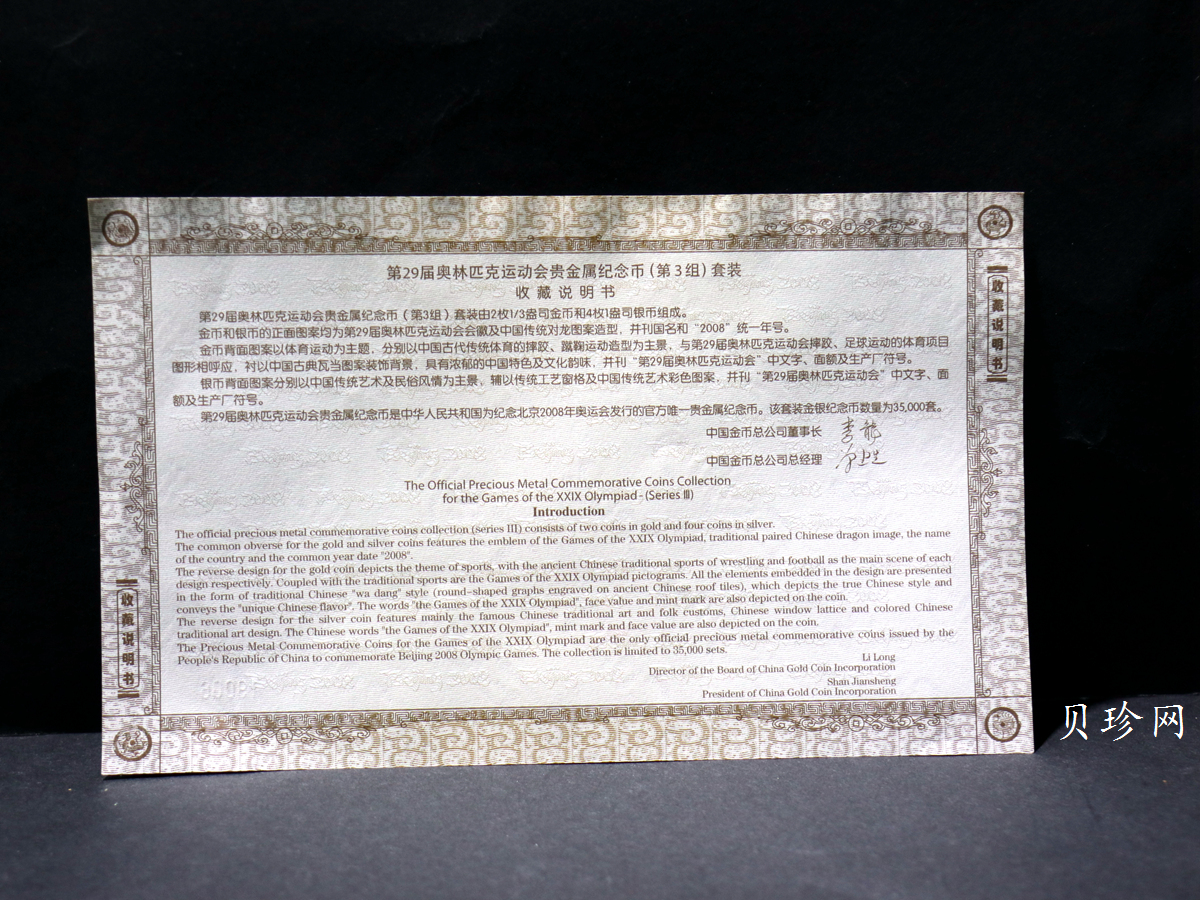 第29届奥林匹克运动会贵金属纪念币(第3组)套装
收藏说明书
第29届奥林匹克运动会贵金属纪念币(第3组)套装由2枚1/3盎司金币和4枚1盎司银币组成。
金币和银币的正面图案均为第29届奥林匹克运动会会徽及中国传统对龙图案造型,并刊国名和“2008”统一年号。
金币背面图案以体育运动为主题,分别以中国古代传统体育的摔跤、蹴鞠运动造型为主景,与第29届奥林匹克运动会摔跤、足球运动的体育项目
图形相呼应,衬以中国古典瓦当图案装饰背景,具有浓郁的中国特色及文化韵味,并刊“第29届奥林匹克运动会”中文字、面额及生产厂符号。
银币背面图案分别以中国传统艺术及民俗风情为主景,辅以传统工艺窗格及中国传统艺术彩色图案,并刊“第29届奥林匹克运动会”中文字、面
额及生产厂符号。
第29届奥林匹克运动会贵金属纪念币是中华人民共和国为纪念北京2008年奥运会发行的官方唯一贵金属纪念币。该套装金银纪念币数量为35,000套。
中国金币总公司董事长 李龙
中国金币总公司总经理
The Official Precious Metal Commemorative Coins Collection
for the Games of the XXIX Olympiad-(Series III)
Introduction
The official precious metal commemorative coins collection (series III) consists of two coins in gold and four coins in silver.
The common obverse for the gold and silver coins features the emblem of the Games of the XXIX Olympiad, traditional paired Chinese dragon image, the name
of the country and the common year date "2008".
The reverse design for the gold coin depicts the theme of sports, with the ancient Chinese traditional sports of wrestling and football as the main scene of each
design respectively. Coupled with the traditional sports are the Games of the XXIX Olympiad pictograms. All the elements embedded in the design are presented
in the form of traditional Chinese "wa dang" style (round-shaped graphs engraved on ancient Chinese roof tiles), which depicts the true Chinese style and
conveys the "unique Chinese flavor". The words "the Games of the XXIX Olympiad", face value and mint mark are also depicted on the coin.
The reverse design for the silver coin features mainly the famous Chinese traditional art and folk customs, Chinese window lattice and colored Chinese
traditional art design. The Chinese words "the Games of the XXIX Olympiad", mint mark and face value are also depicted on the coin.
The Precious Metal Commemorative Coins for the Games of the XXIX Olympiad are the only official precious metal commemorative coins issued by the
People's Republic of China to commemorate Beijing 2008 Olympic Games. The collection is limited to 35,000 sets.
Li Long
Director of the Board of China Gold Coin Incorporation
Shan Jiansheng
President of China Gold Coin Incorporation
收藏说明书
收藏说明书
贝珍网